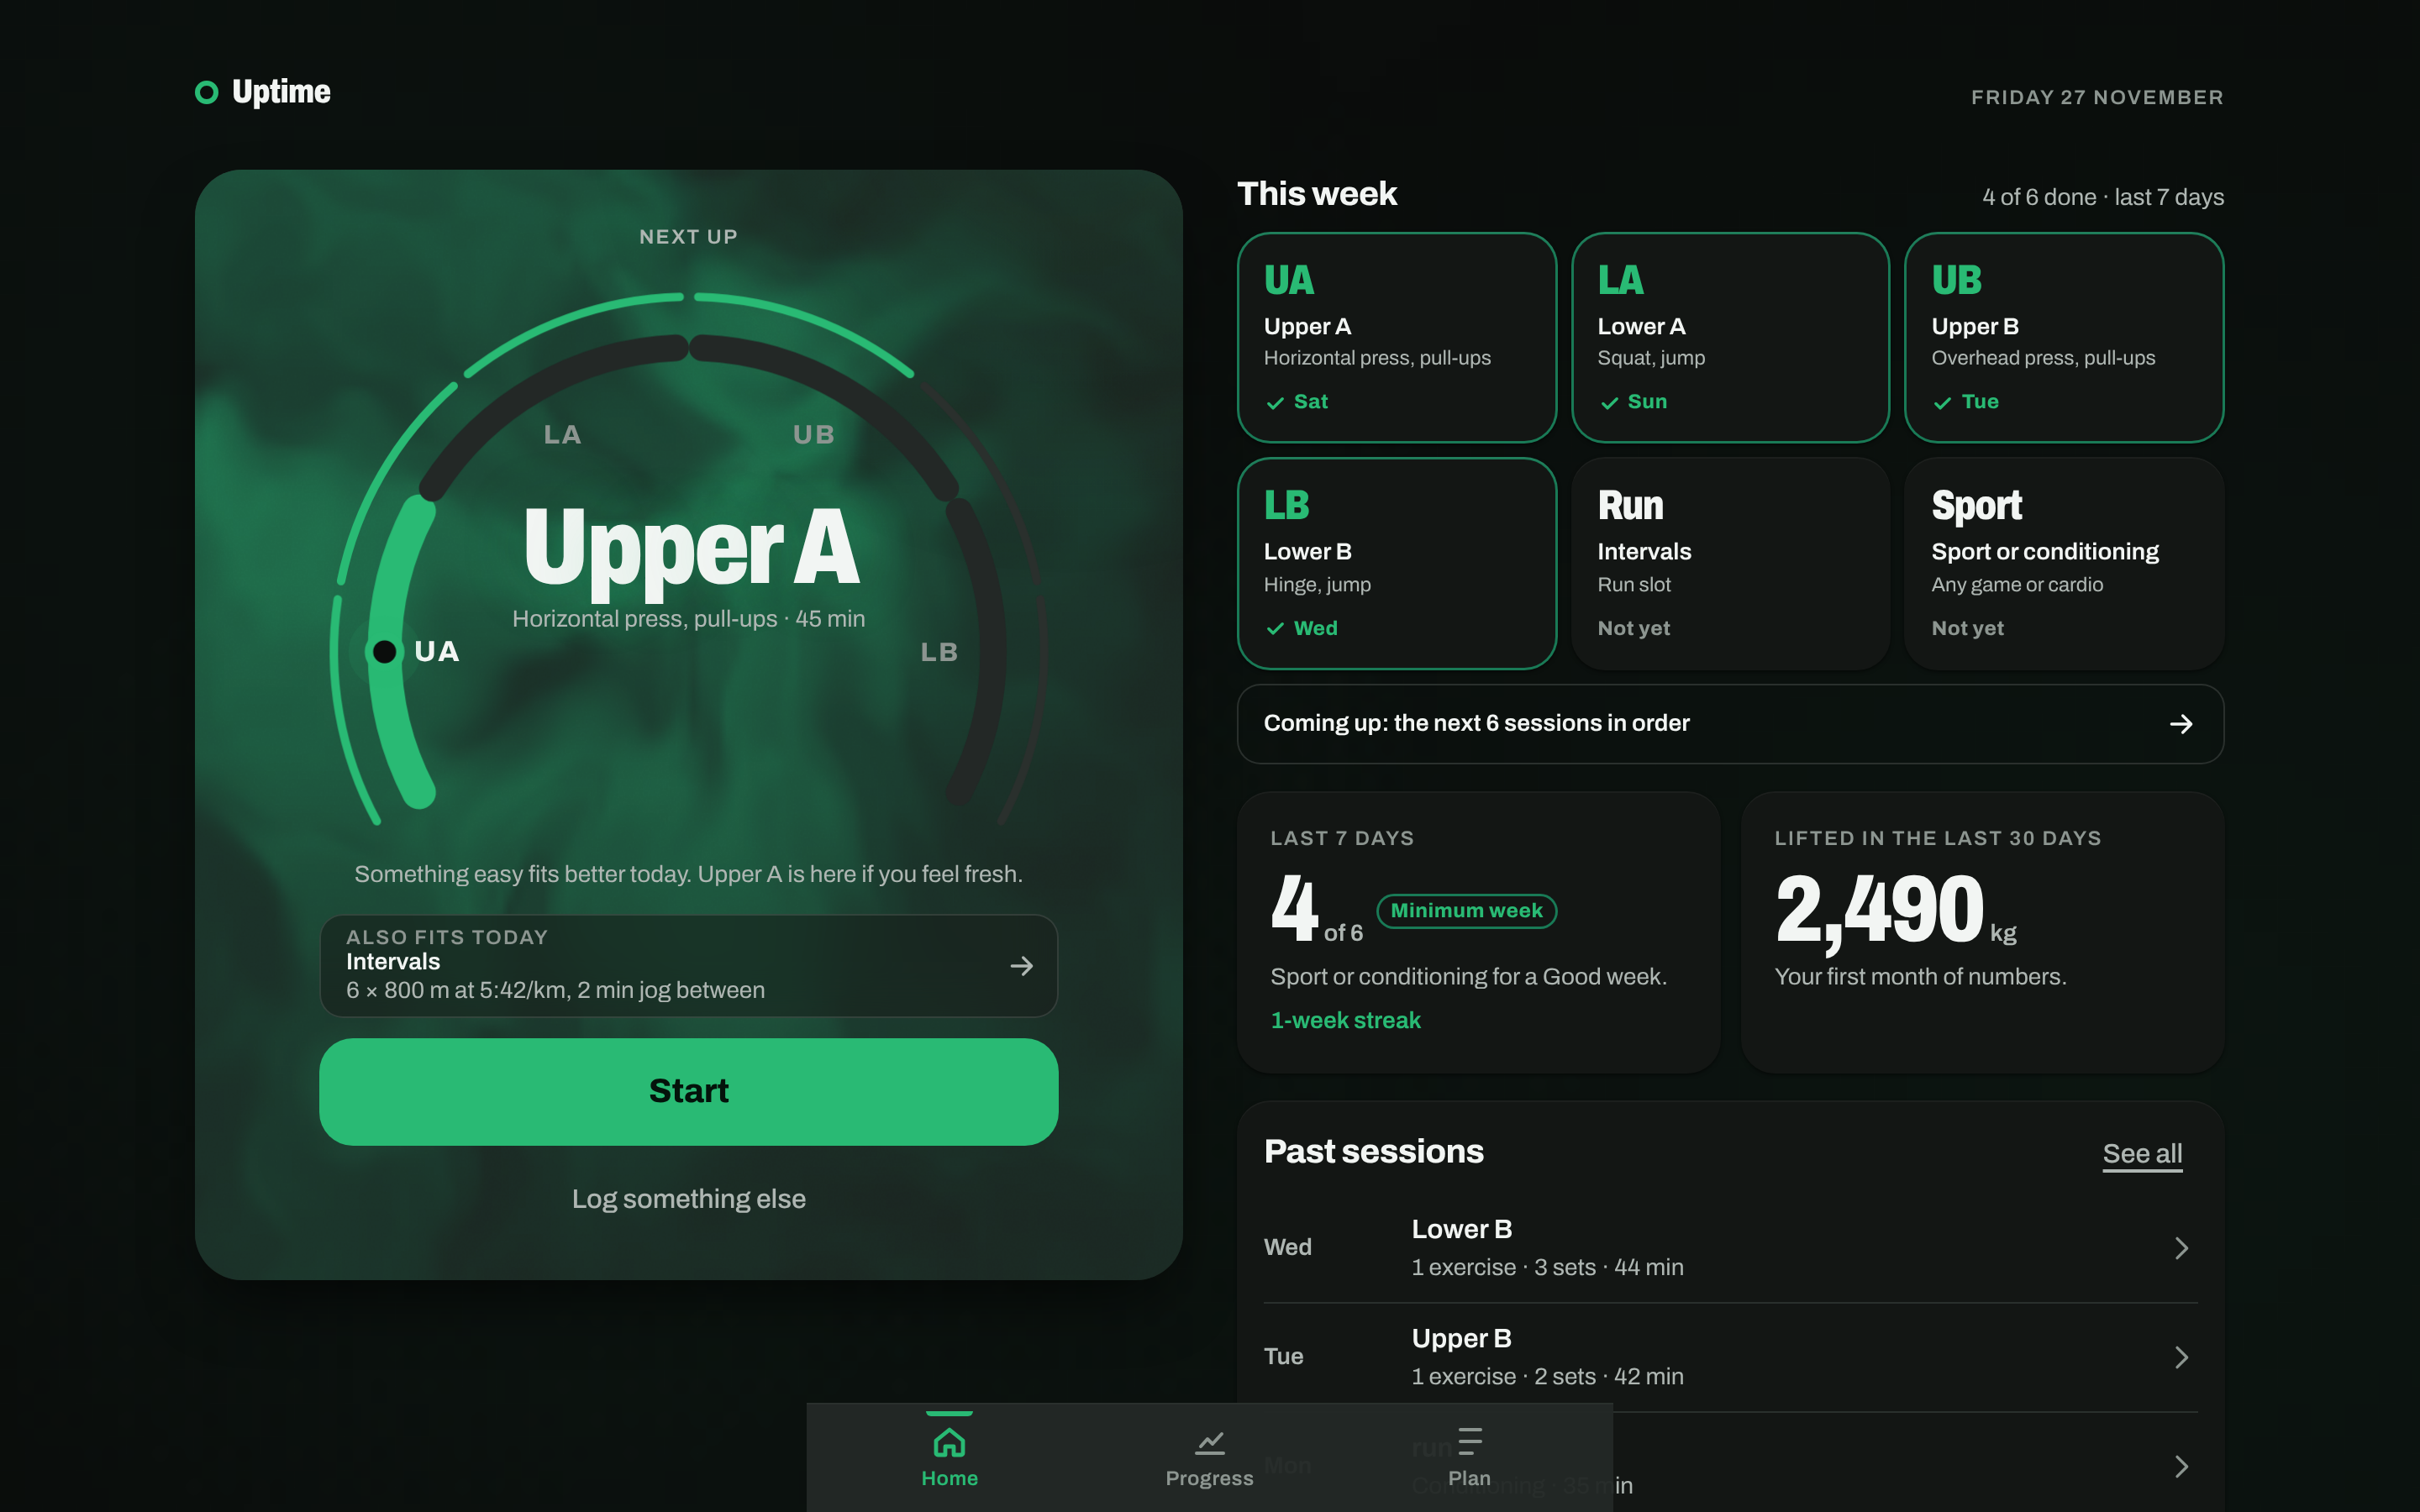 Uptime
FRIDAY 27 NOVEMBER
NEXT UP
LA
UB
Upper A
Horizontal press, pull-ups · 45 min
UA
LB
Something easy fits better today. Upper A is here if you feel fresh.
ALSO FITS TODAY
Intervals
6 × 800 m at 5:42/km, 2 min jog between
Start
Log something else
This week
4 of 6 done · last 7 days
UA
Upper A
Horizontal press, pull-ups
Sat
LA
Lower A
Squat, jump
Sun
UB
Upper B
Overhead press, pull-ups
Tue
LB
Lower B
Hinge, jump
Wed
Run
Intervals
Run slot
Not yet
Sport
Sport or conditioning
Any game or cardio
Not yet
Coming up: the next 6 sessions in order
LAST 7 DAYS
4 of 6
Minimum week
Sport or conditioning for a Good week.
1-week streak
LIFTED IN THE LAST 30 DAYS
2,490 kg
Your first month of numbers.
Past sessions
See all
Wed
Lower B
1 exercise · 3 sets · 44 min
Tue
Upper B
1 exercise · 2 sets · 42 min
Mon
run
Conditioning · 35 min
Home
Progress
Plan